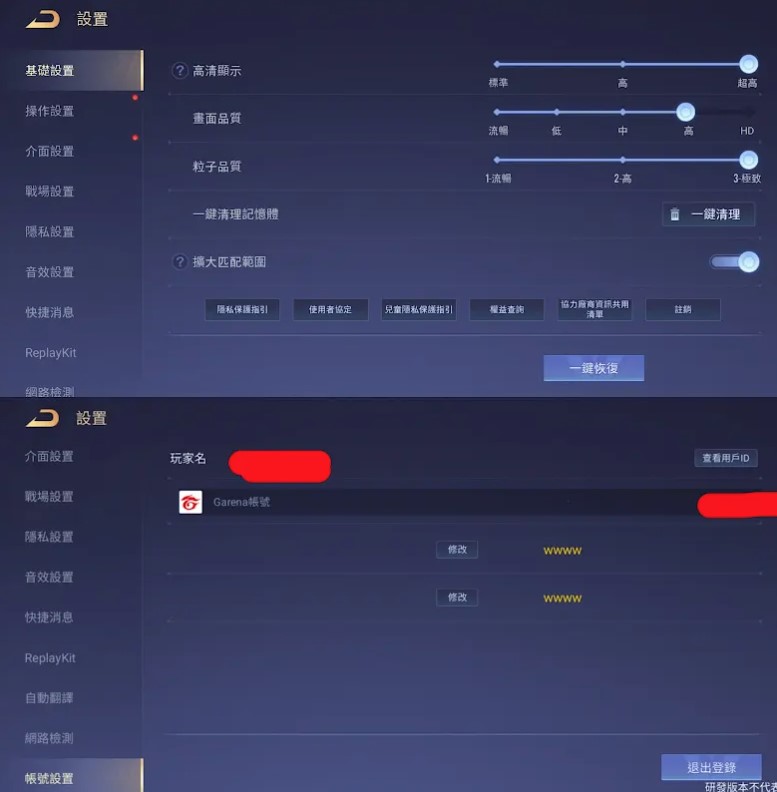 設置
基礎設置
操作設置
介面設置
戰場設置
隱私設置
音效設置
快捷消息
ReplayKit
網路檢測
高清顯示
標準 高 超高
畫面品質
流暢 低 中 高 HD
粒子品質
1-流暢 2-高 3-極致
一鍵清理記憶體
一鍵清理
擴大匹配範圍
隱私保護指引
使用者協定
兒童隱私保護指引
權益查詢
協力廠商資訊共用
清單
註銷
一鍵恢復
設置
介面設置
戰場設置
隱私設置
音效設置
快捷消息
ReplayKit
自動翻譯
網路檢測
帳號設置
玩家名
查看用戶ID
Garena帳號
修改 wwww
修改 wwww
退出登錄
研發版本不代表